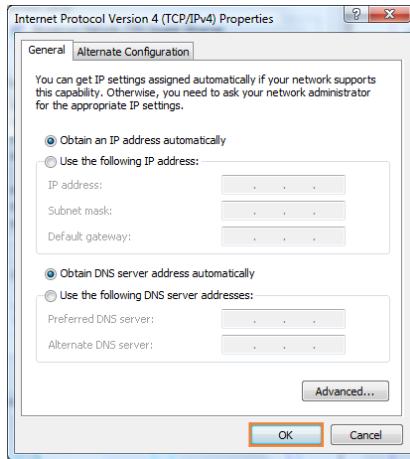 Internet Protocol Version 4 (TCP/IPv4) Properties
General
Alternate Configuration
You can get IP settings assigned automatically if your network supports
this capability. Otherwise, you need to ask your network administrator
for the appropriate IP settings.
Obtain an IP address automatically
Use the following IP address:
IP address:
Subnet mask:
Default gateway:
Obtain DNS server address automatically
Use the following DNS server addresses:
Preferred DNS server:
Alternate DNS server:
Advanced...
OK
Cancel